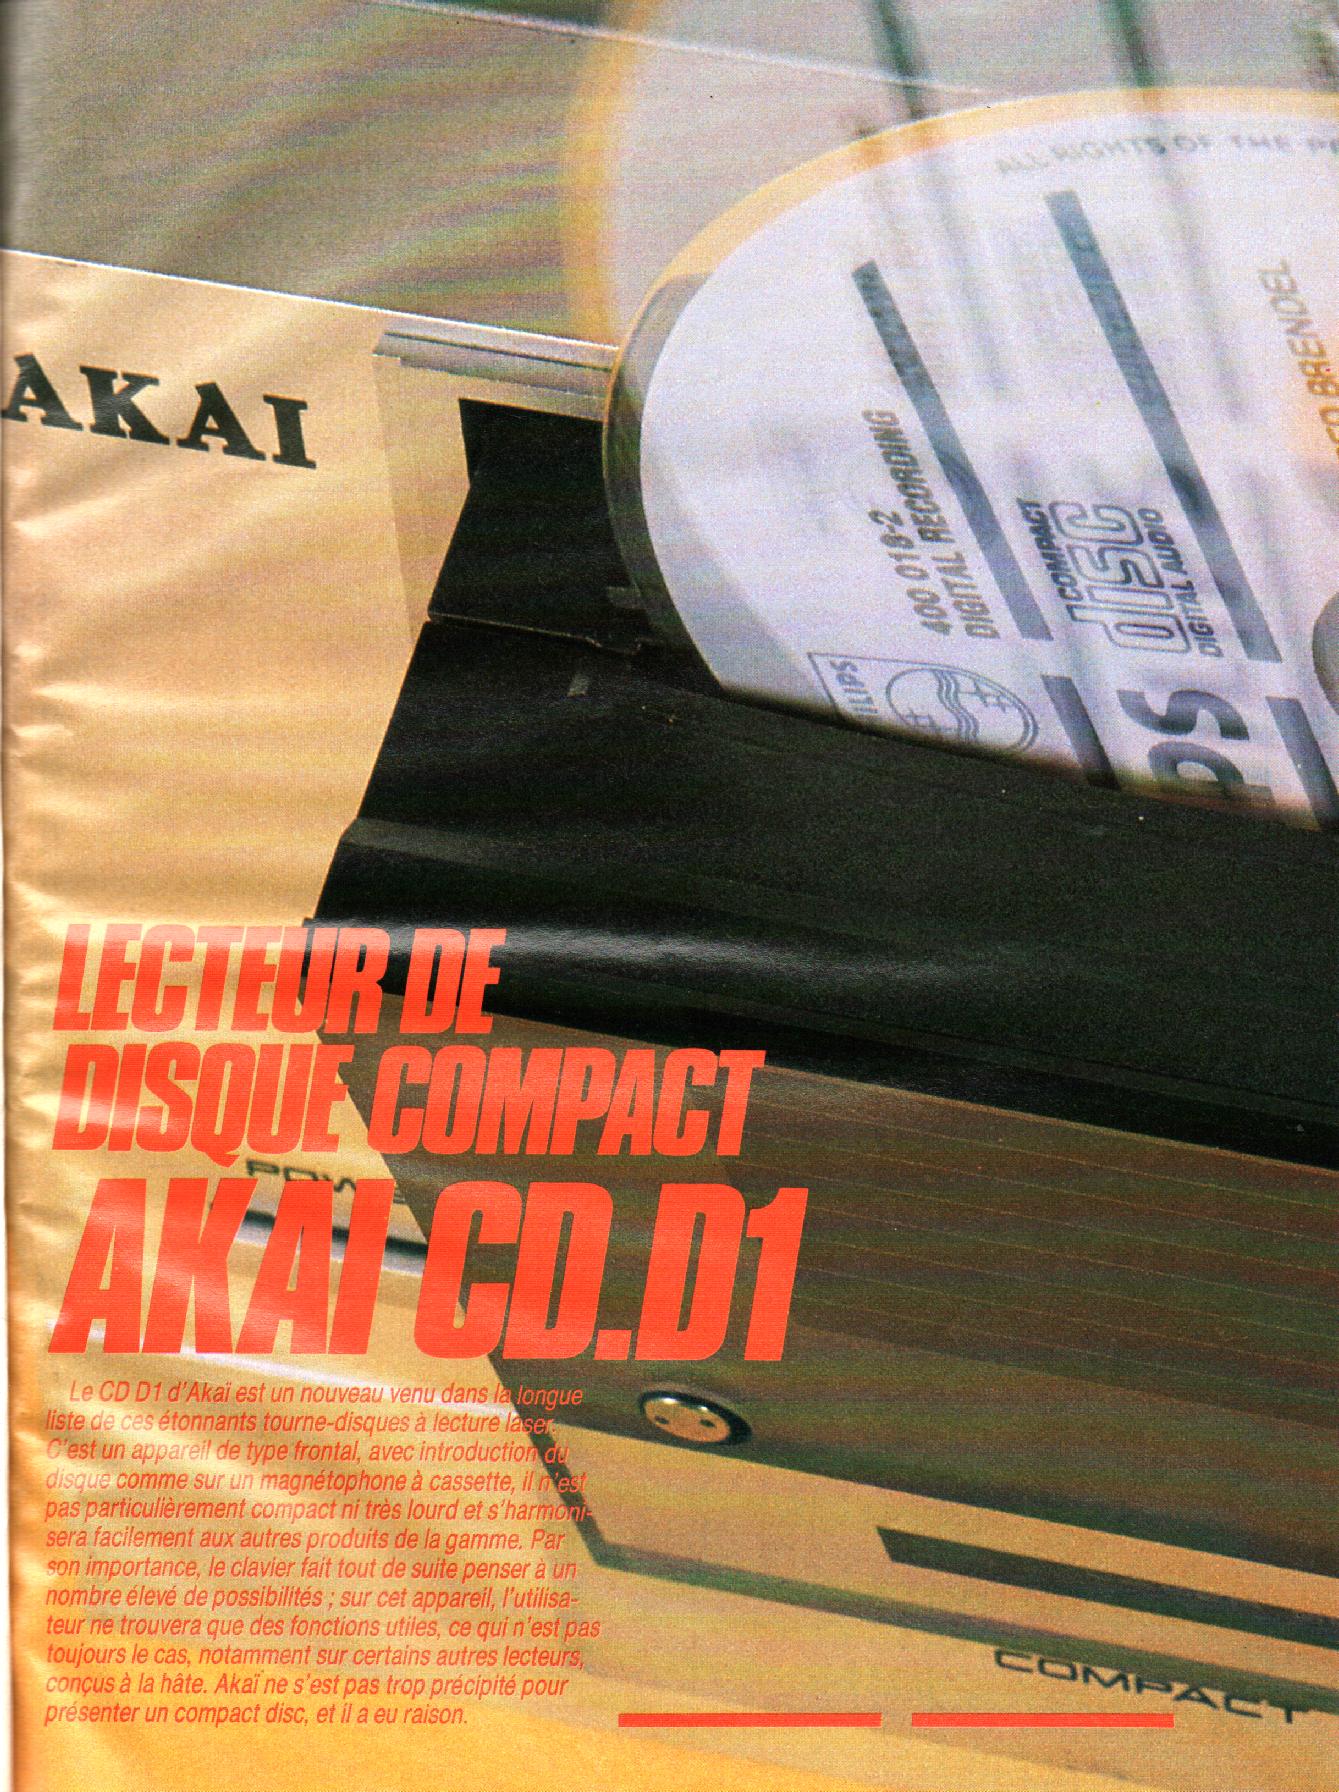 ALL RIGHTS OF THE
BRENDEL
AKAI
400 018-2
DIGITAL RECORDING
COMPACT
disc
DIGITAL AUDIO
LECTEUR DE
DISQUE COMPACT
AKAI CD.D1
Le CD D1 d'Akaï est un nouveau venu dans la longue
liste de ces étonnants tourne-disques à lecture laser.
C'est un appareil de type frontal, avec introduction du
disque comme sur un magnétophone à cassette, il n'est
pas particulièrement compact ni très lourd et s'harmoni-
sera facilement aux autres produits de la gamme. Par
son importance, le clavier fait tout de suite penser à un
nombre élevé de possibilités ; sur cet appareil, l'utilisa-
teur ne trouvera que des fonctions utiles, ce qui n'est pas
toujours le cas, notamment sur certains autres lecteurs,
conçus à la hâte. Akaï ne s'est pas trop précipité pour
présenter un compact disc, et il a eu raison.
COMPACT